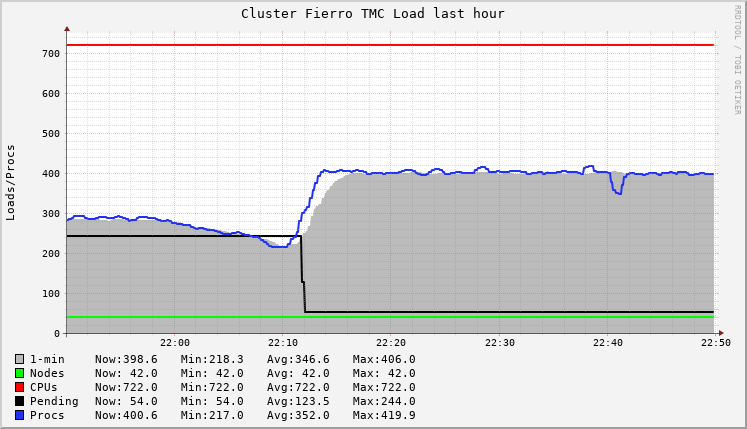 Cluster Fierro TMC Load last hour
RRDTOOL / TOBI OETIKER
Loads/Procs
700
600
500
400
300
200
100
0
22:00 22:10 22:20 22:30 22:40 22:50
1-min Now:398.6 Min:218.3 Avg:346.6 Max:406.0
Nodes Now: 42.0 Min: 42.0 Avg: 42.0 Max: 42.0
CPUs Now:722.0 Min:722.0 Avg:722.0 Max:722.0
Pending Now: 54.0 Min: 54.0 Avg:123.5 Max:244.0
Procs Now:400.6 Min:217.0 Avg:352.0 Max:419.9